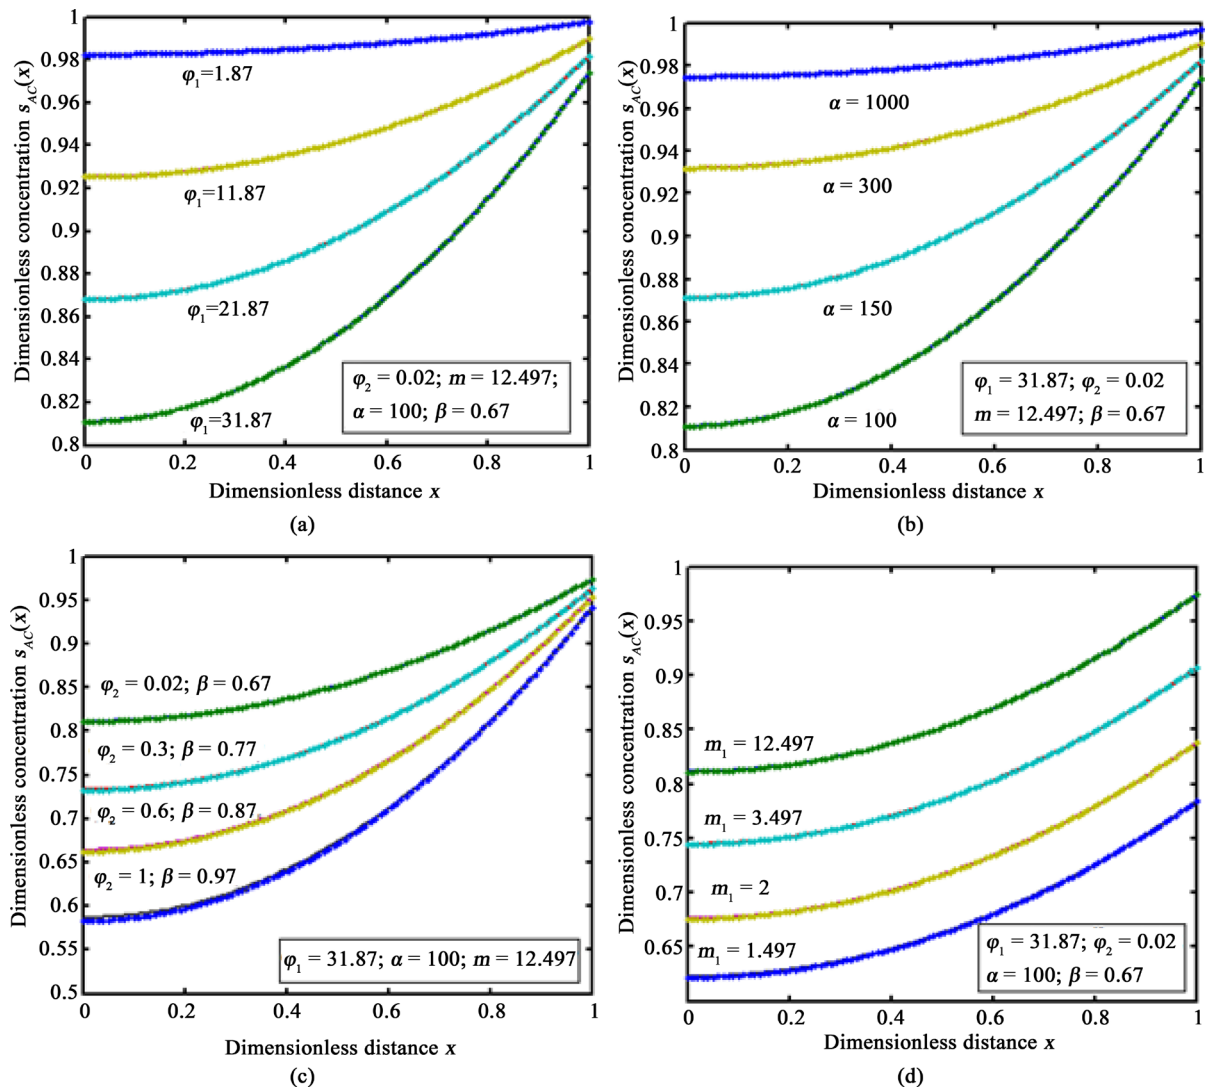 Dimensionless concentration s_AC(x)
1
0.98
0.96
0.94
0.92
0.9
0.88
0.86
0.84
0.82
0.8
φ₁=1.87
φ₁=11.87
φ₁=21.87
φ₁=31.87
φ₂ = 0.02; m = 12.497;
α = 100; β = 0.67
0 0.2 0.4 0.6 0.8 1
Dimensionless distance x
(a)
Dimensionless concentration s_AC(x)
1
0.98
0.96
0.94
0.92
0.9
0.88
0.86
0.84
0.82
0.8
α = 1000
α = 300
α = 150
α = 100
φ₁ = 31.87; φ₂ = 0.02
m = 12.497; β = 0.67
0 0.2 0.4 0.6 0.8 1
Dimensionless distance x
(b)
Dimensionless concentration s_AC(x)
1
0.95
0.9
0.85
0.8
0.75
0.7
0.65
0.6
0.55
0.5
φ₂ = 0.02; β = 0.67
φ₂ = 0.3; β = 0.77
φ₂ = 0.6; β = 0.87
φ₂ = 1; β = 0.97
φ₁ = 31.87; α = 100; m = 12.497
0 0.2 0.4 0.6 0.8 1
Dimensionless distance x
(c)
Dimensionless concentration s_AC(x)
1
0.95
0.9
0.85
0.8
0.75
0.7
0.65
m₁ = 12.497
m₁ = 3.497
m₁ = 2
m₁ = 1.497
φ₁ = 31.87; φ₂ = 0.02
α = 100; β = 0.67
0 0.2 0.4 0.6 0.8 1
Dimensionless distance x
(d)